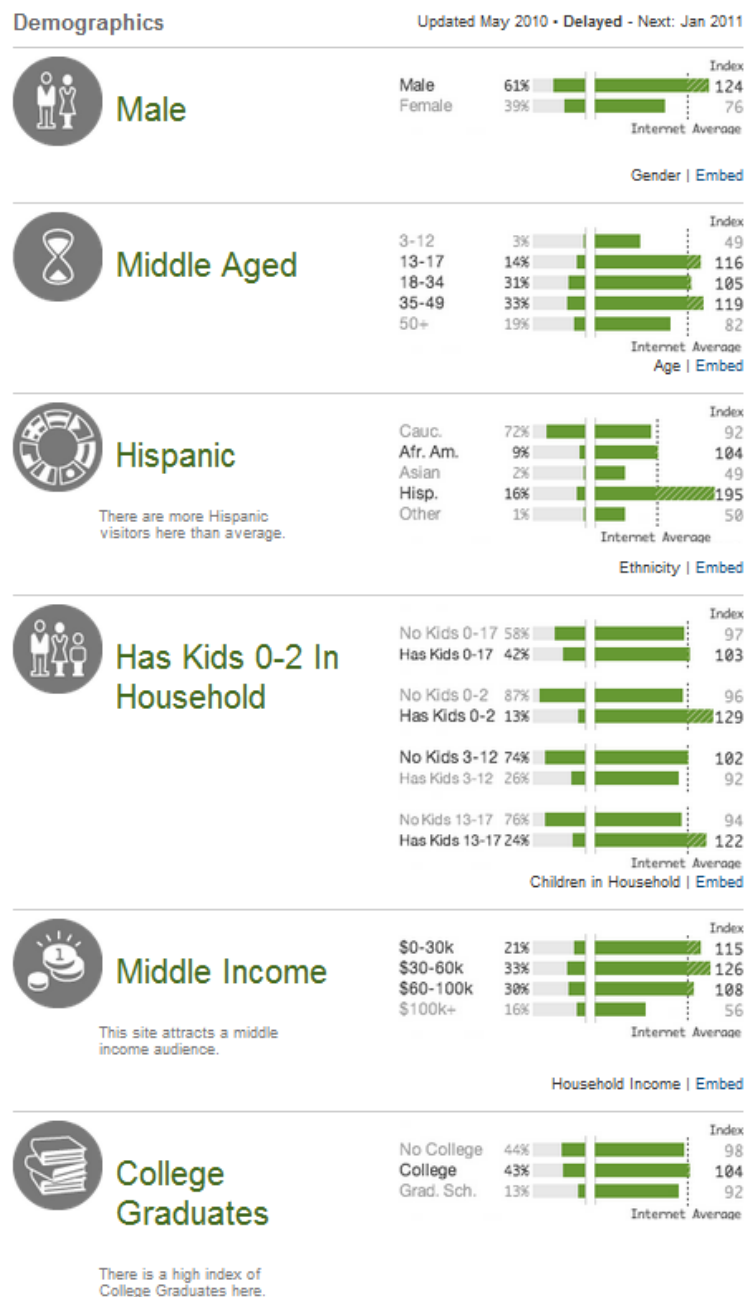 Demographics Updated May 2010 • Delayed - Next: Jan 2011
Index
Male
Male 61% 124
Female 39% 76
Internet Average
Gender | Embed
Index
Middle Aged
3-12 3% 49
13-17 14% 116
18-34 31% 105
35-49 33% 119
50+ 19% 82
Internet Average
Age | Embed
Index
Hispanic
Cauc. 72% 92
Afr. Am. 9% 104
Asian 2% 49
Hisp. 16% 195
Other 1% 50
There are more Hispanic
visitors here than average.
Internet Average
Ethnicity | Embed
Index
Has Kids 0-2 In
Household
No Kids 0-17 58% 97
Has Kids 0-17 42% 103
No Kids 0-2 87% 96
Has Kids 0-2 13% 129
No Kids 3-12 74% 102
Has Kids 3-12 26% 92
No Kids 13-17 76% 94
Has Kids 13-17 24% 122
Internet Average
Children in Household | Embed
Index
1
Middle Income
$0-30k 21% 115
$30-60k 33% 126
$60-100k 30% 108
$100k+ 16% 56
This site attracts a middle
income audience.
Internet Average
Household Income | Embed
Index
College
Graduates
No College 44% 98
College 43% 104
Grad. Sch. 13% 92
Internet Average
There is a high index of
College Graduates here.